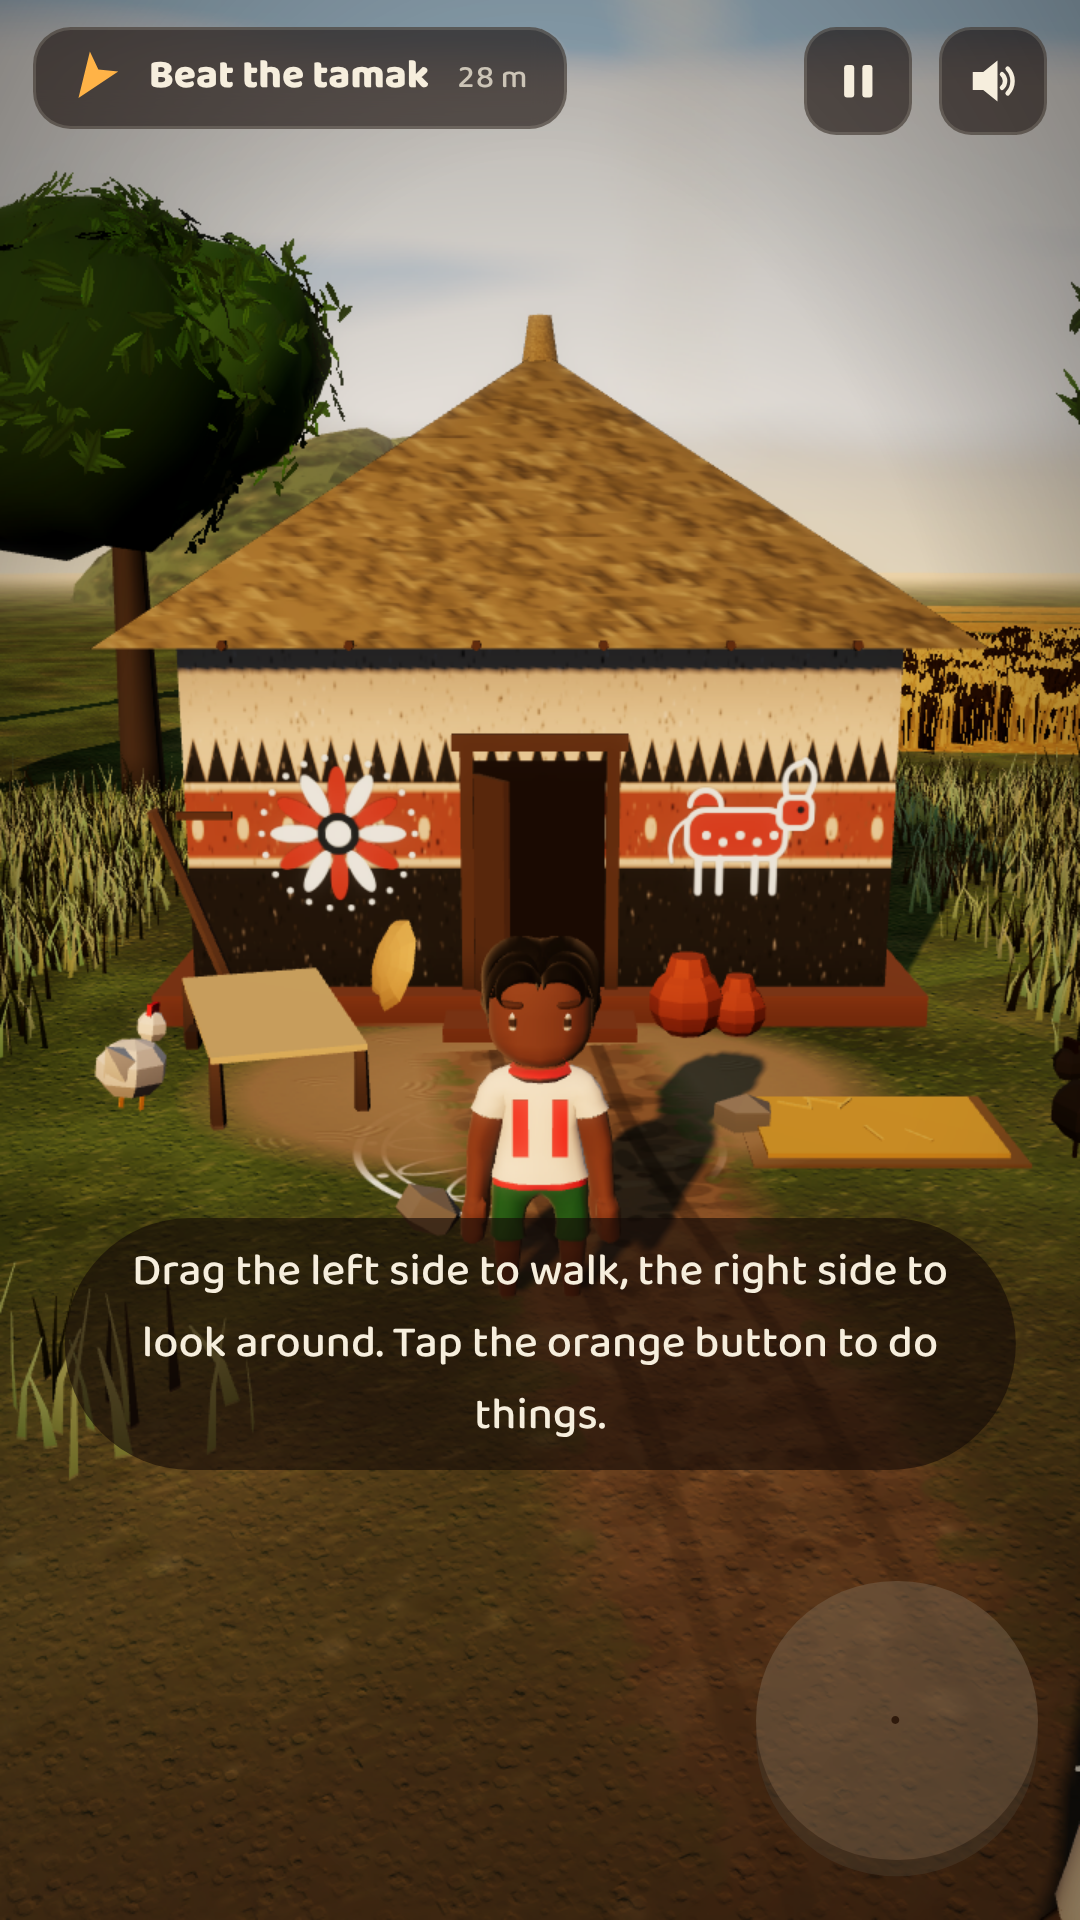 Beat the tamak 28 m
Drag the left side to walk, the right side to
look around. Tap the orange button to do
things.